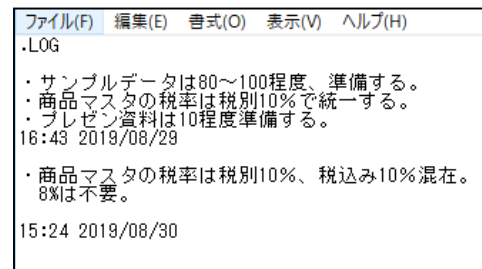 ファイル(F) 編集(E) 書式(O) 表示(V) ヘルプ(H)
.LOG
・サンプルデータは80～100程度、準備する。
・商品マスタの税率は税別10%で統一する。
・プレゼン資料は10程度準備する。
16:43 2019/08/29
・商品マスタの税率は税別10%、税込み10%混在。
8%は不要。
15:24 2019/08/30